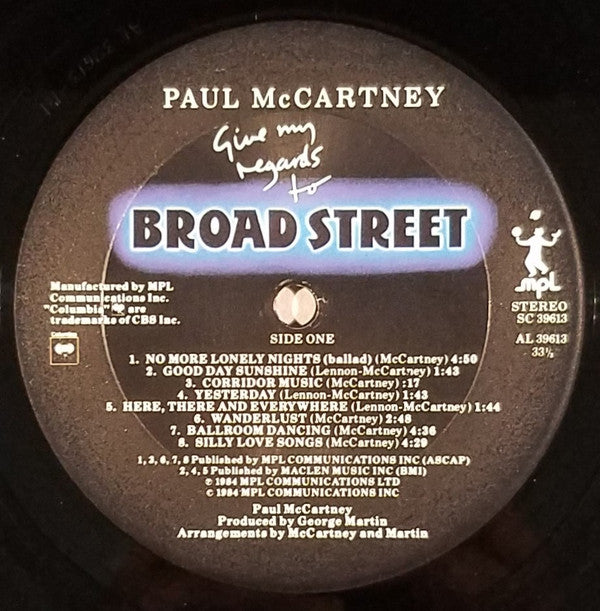 PAUL McCARTNEY
Give my
regards
to
BROAD STREET
Manufactured by MPL
Communications Inc.
"Columbia" are
trademarks of CBS Inc.
Columbia
mpl
STEREO
SC 39613
AL 39613
33⅓
SIDE ONE
1. NO MORE LONELY NIGHTS (ballad) (McCartney) 4:50
2. GOOD DAY SUNSHINE (Lennon-McCartney) 1:43
3. CORRIDOR MUSIC (McCartney) :17
4. YESTERDAY (Lennon-McCartney) 1:43
5. HERE, THERE AND EVERYWHERE (Lennon-McCartney) 1:44
6. WANDERLUST (McCartney) 2:48
7. BALLROOM DANCING (McCartney) 4:36
8. SILLY LOVE SONGS (McCartney) 4:29
1, 3, 6, 7, 8 Published by MPL COMMUNICATIONS INC (ASCAP)
2, 4, 5 Published by MACLEN MUSIC INC (BMI)
℗ 1984 MPL COMMUNICATIONS LTD
© 1984 MPL COMMUNICATIONS INC
Paul McCartney
Produced by George Martin
Arrangements by McCartney and Martin